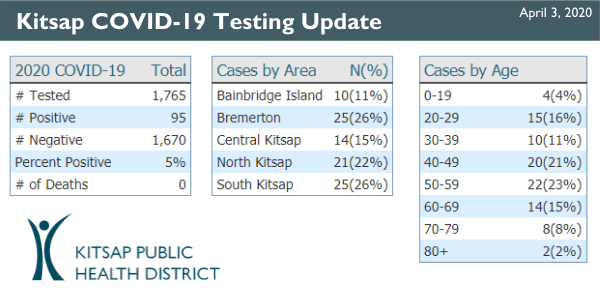 Kitsap COVID-19 Testing Update
April 3, 2020
2020 COVID-19 Total
# Tested 1,765
# Positive 95
# Negative 1,670
Percent Positive 5%
# of Deaths 0
Cases by Area N(%)
Bainbridge Island 10(11%)
Bremerton 25(26%)
Central Kitsap 14(15%)
North Kitsap 21(22%)
South Kitsap 25(26%)
Cases by Age
0-19 4(4%)
20-29 15(16%)
30-39 10(11%)
40-49 20(21%)
50-59 22(23%)
60-69 14(15%)
70-79 8(8%)
80+ 2(2%)
KITSAP PUBLIC
HEALTH DISTRICT